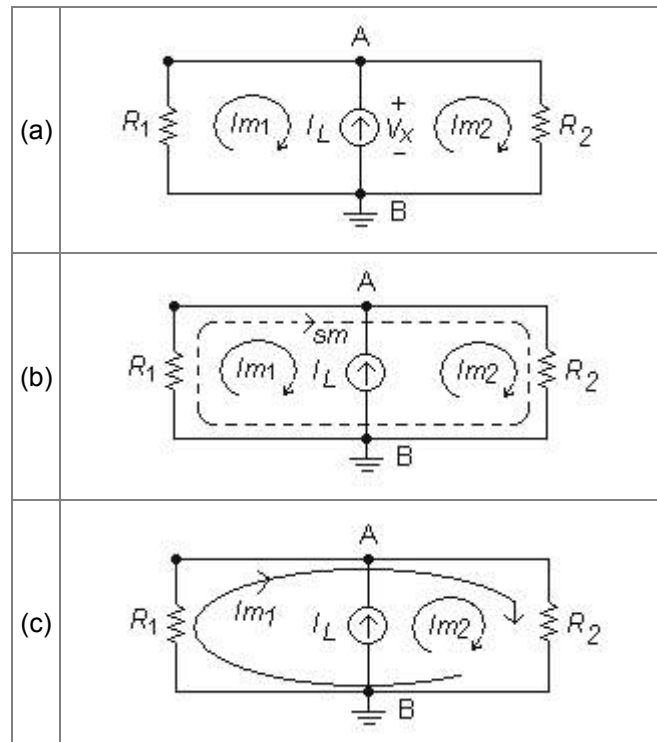 A
(a) R1 Im1 IL + Vx − Im2 R2
B
A
sm
(b) R1 Im1 IL Im2 R2
B
A
(c) R1 Im1 IL Im2 R2
B